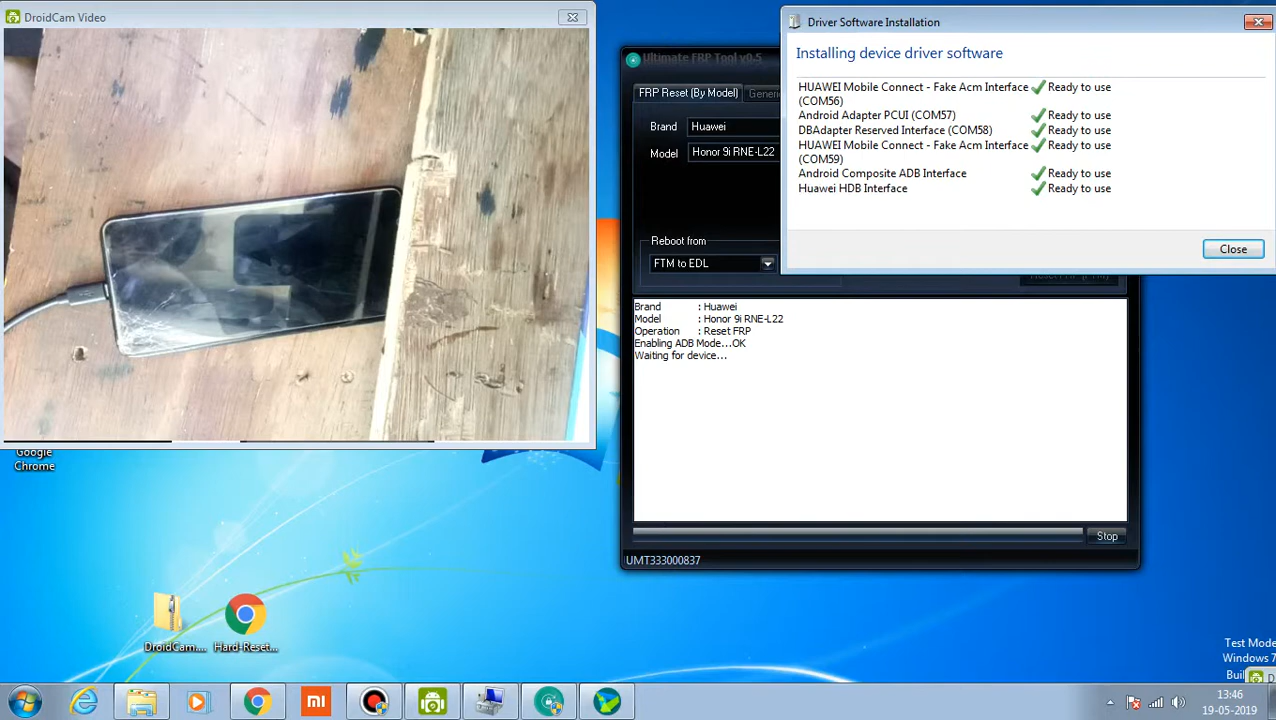 DroidCam Video
Driver Software Installation
Installing device driver software
HUAWEI Mobile Connect - Fake Acm Interface (COM56) Ready to use
Android Adapter PCUI (COM57) Ready to use
DBAdapter Reserved Interface (COM58) Ready to use
HUAWEI Mobile Connect - Fake Acm Interface (COM59) Ready to use
Android Composite ADB Interface Ready to use
Huawei HDB Interface Ready to use
Close
Ultimate FRP Tool v0.5
FRP Reset (By Model)
Brand Huawei
Model Honor 9i RNE-L22
Reboot from
FTM to EDL
Brand : Huawei
Model : Honor 9i RNE-L22
Operation : Reset FRP
Enabling ADB Mode...OK
Waiting for device...
Stop
UMT333000837
Google
Chrome
DroidCam....
Hard-Reset...
Test Mode
Windows 7
Buil
13:46
19-05-2019